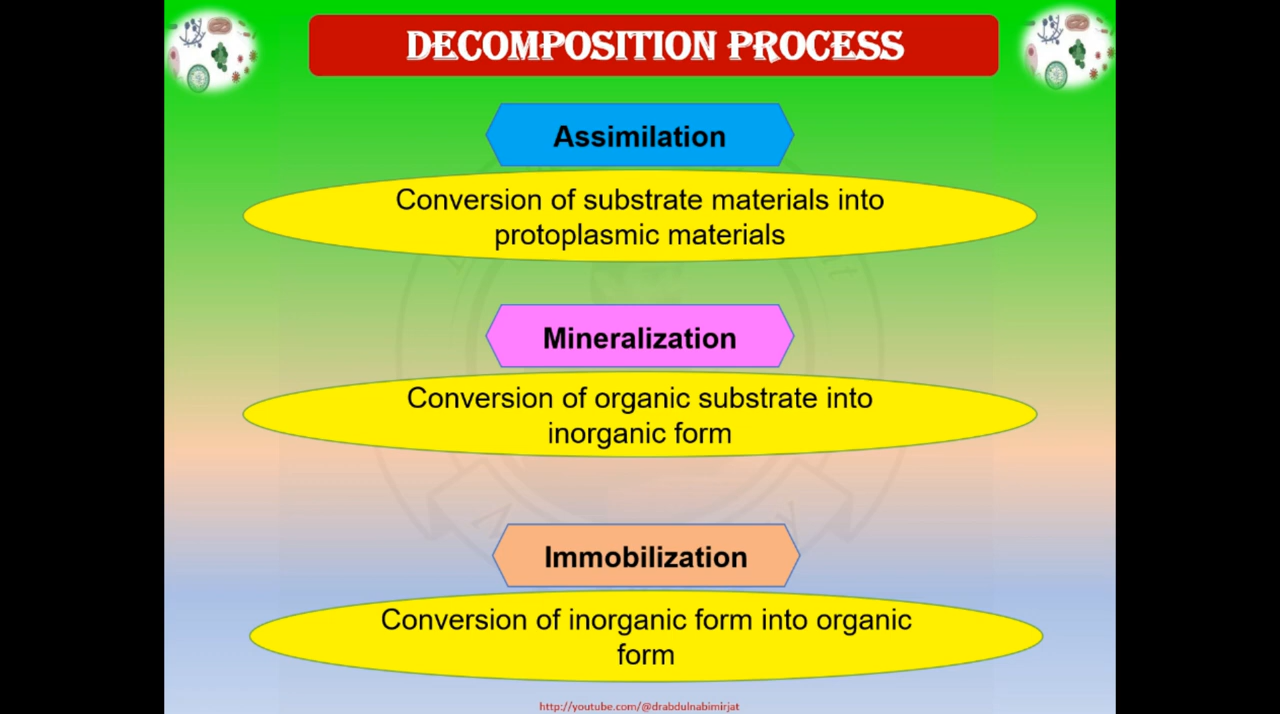 DECOMPOSITION PROCESS
Assimilation
Conversion of substrate materials into
protoplasmic materials
Mineralization
Conversion of organic substrate into
inorganic form
Immobilization
Conversion of inorganic form into organic
form
http://youtube.com/@drabdulnabimirjat